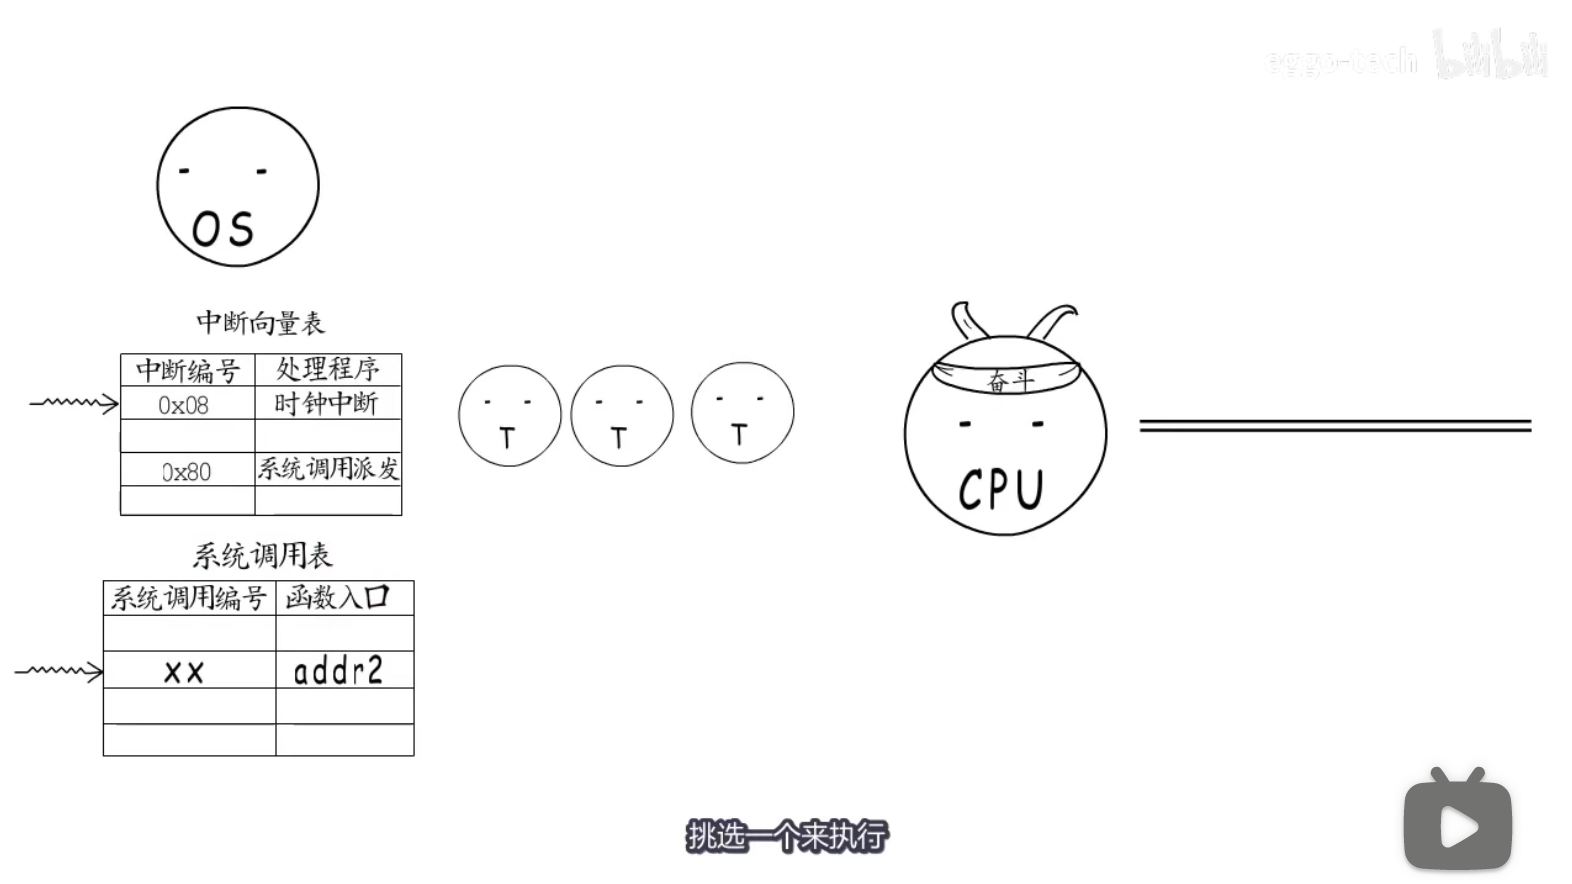 eggo-tech bilibili
OS
中断向量表
中断编号 处理程序
0x08 时钟中断
0x80 系统调用派发
T T T
奋斗
CPU
系统调用表
系统调用编号 函数入口
xx addr2
挑选一个来执行